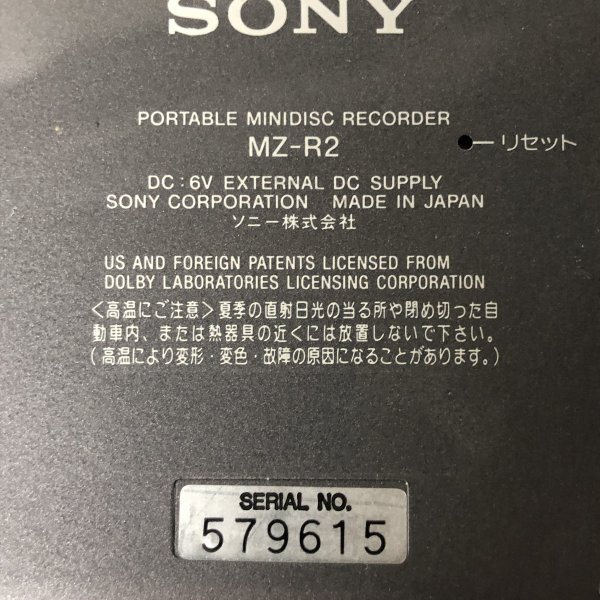 SONY
PORTABLE MINIDISC RECORDER
MZ-R2
リセット
DC:6V EXTERNAL DC SUPPLY
SONY CORPORATION MADE IN JAPAN
ソニー株式会社
US AND FOREIGN PATENTS LICENSED FROM
DOLBY LABORATORIES LICENSING CORPORATION
<高温にご注意>夏季の直射日光の当る所や閉め切った自
動車内、または熱器具の近くには放置しないで下さい。
(高温により変形・変色・故障の原因になることがあります。)
SERIAL NO.
579615